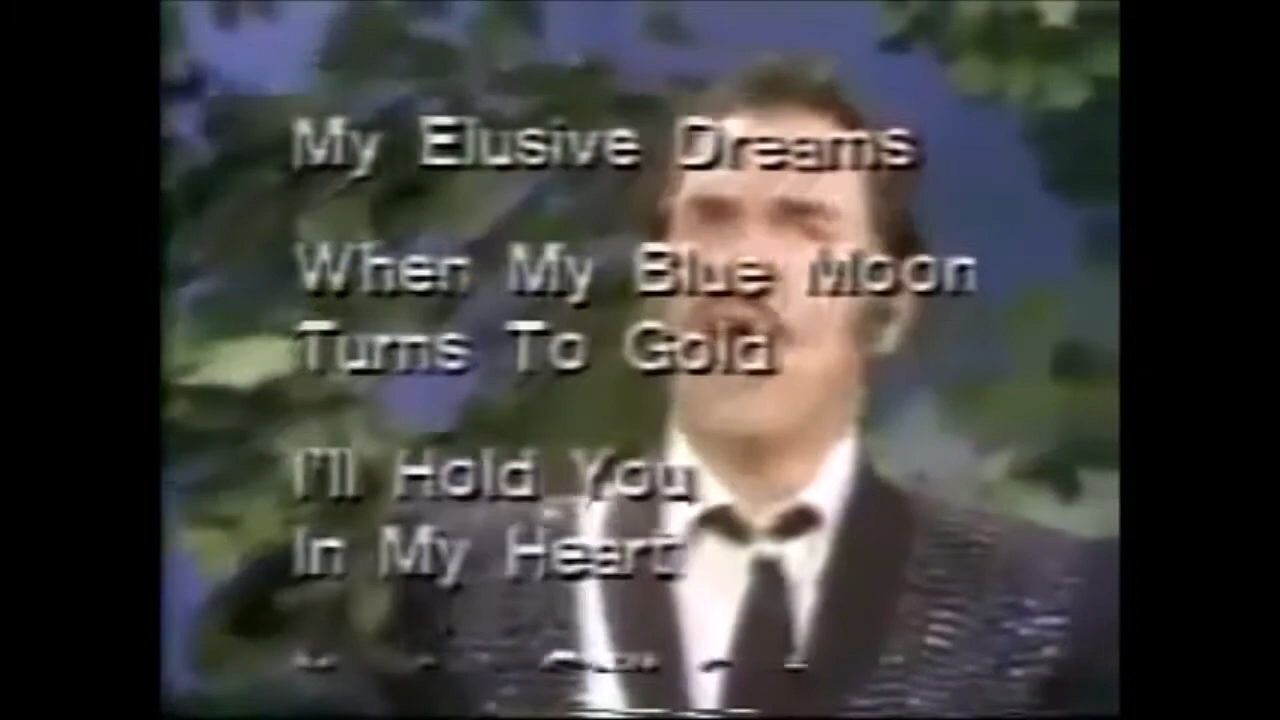 My Elusive Dreams
When My Blue Moon
Turns To Gold
I'll Hold You
In My Heart